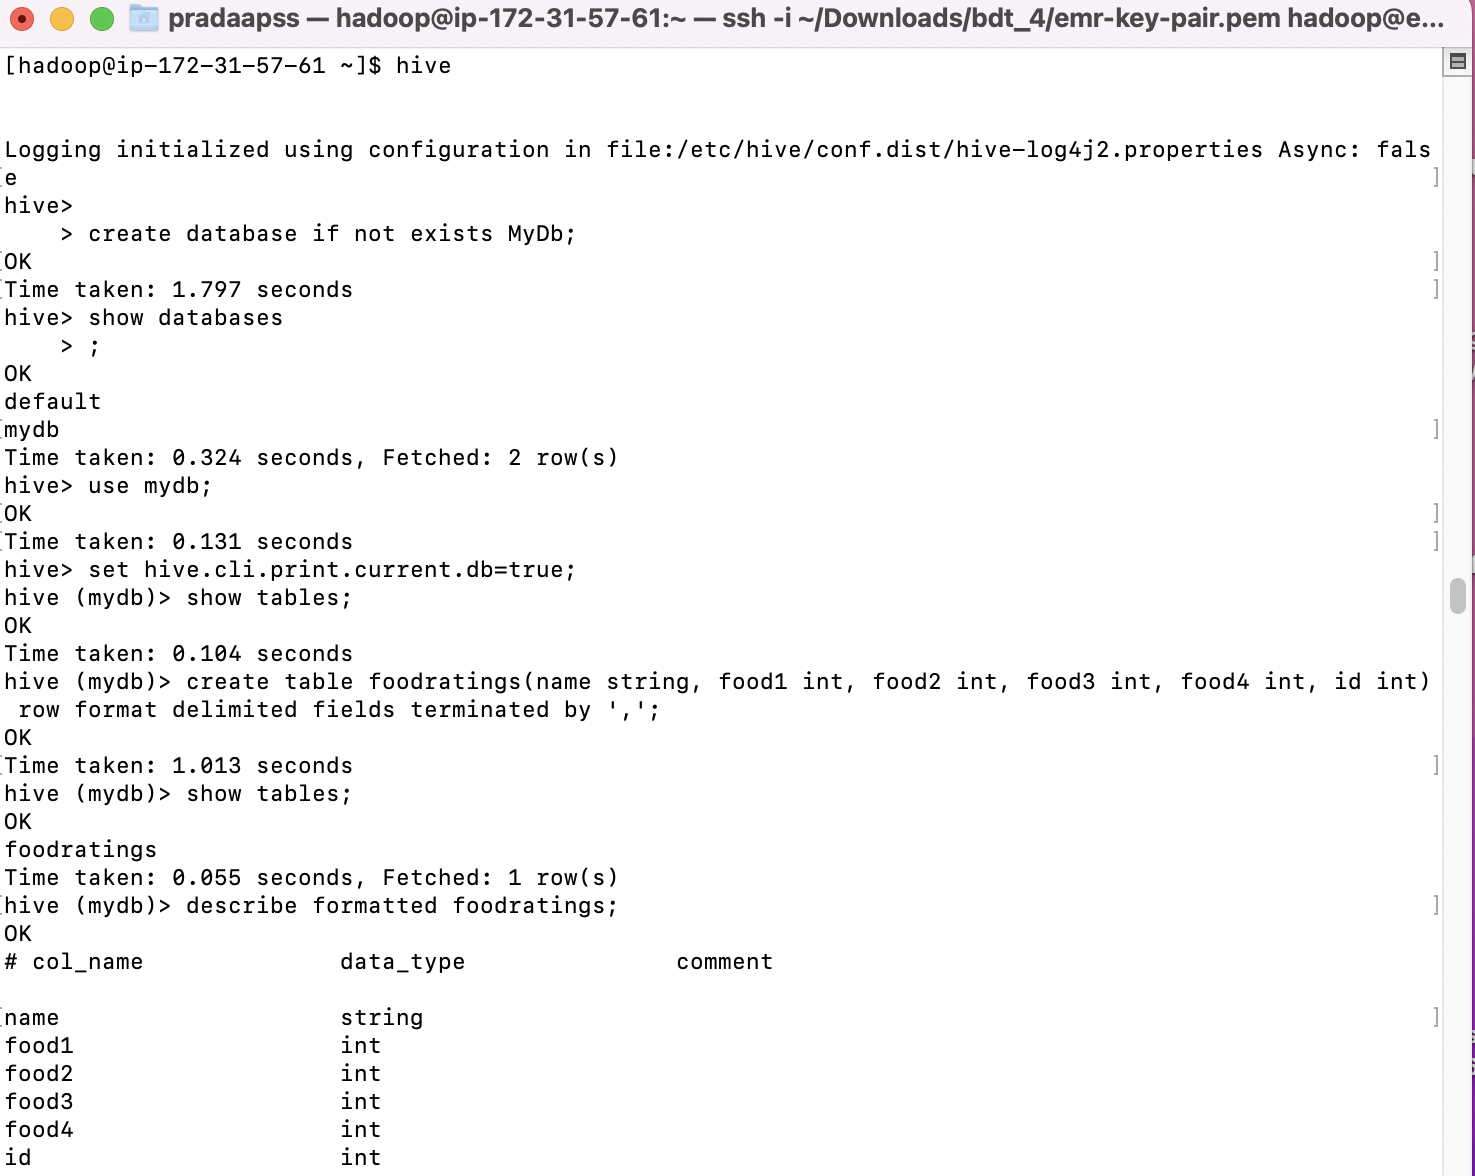 pradaapss — hadoop@ip-172-31-57-61:~ — ssh -i ~/Downloads/bdt_4/emr-key-pair.pem hadoop@e...
[hadoop@ip-172-31-57-61 ~]$ hive
Logging initialized using configuration in file:/etc/hive/conf.dist/hive-log4j2.properties Async: fals
e
hive>
    > create database if not exists MyDb;
OK
Time taken: 1.797 seconds
hive> show databases
    > ;
OK
default
mydb
Time taken: 0.324 seconds, Fetched: 2 row(s)
hive> use mydb;
OK
Time taken: 0.131 seconds
hive> set hive.cli.print.current.db=true;
hive (mydb)> show tables;
OK
Time taken: 0.104 seconds
hive (mydb)> create table foodratings(name string, food1 int, food2 int, food3 int, food4 int, id int)
 row format delimited fields terminated by ',';
OK
Time taken: 1.013 seconds
hive (mydb)> show tables;
OK
foodratings
Time taken: 0.055 seconds, Fetched: 1 row(s)
hive (mydb)> describe formatted foodratings;
OK
# col_name              data_type               comment
name                    string
food1                   int
food2                   int
food3                   int
food4                   int
id                      int